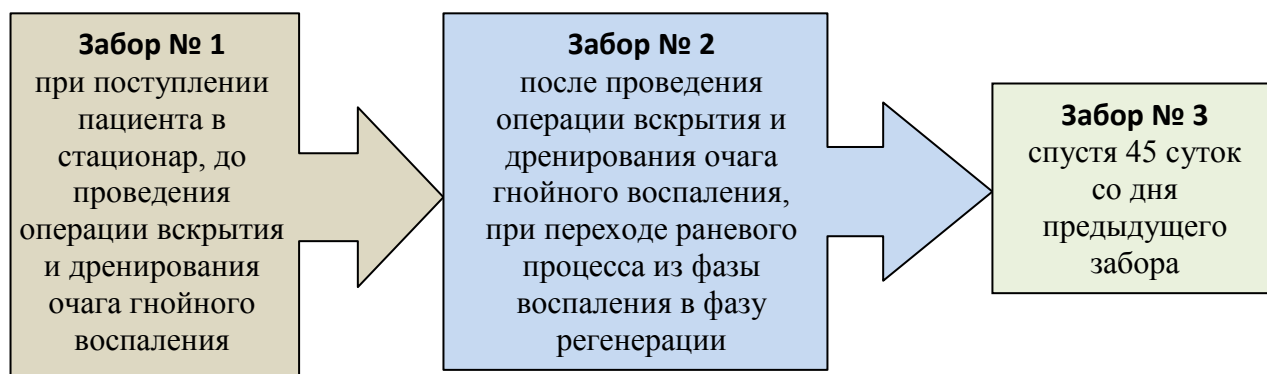 Забор № 1
при поступлении
пациента в
стационар, до
проведения
операции вскрытия
и дренирования
очага гнойного
воспаления
Забор № 2
после проведения
операции вскрытия и
дренирования очага
гнойного воспаления,
при переходе раневого
процесса из фазы
воспаления в фазу
регенерации
Забор № 3
спустя 45 суток
со дня
предыдущего
забора